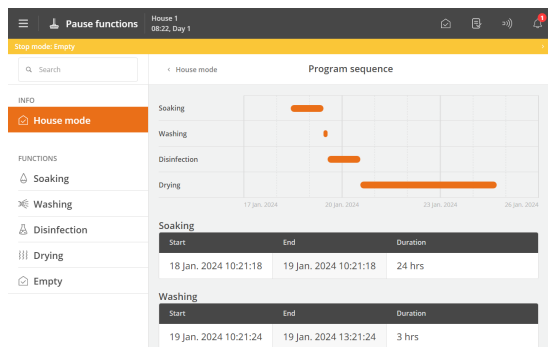 Pause functions
House 1
08:22, Day 1
1
Stop mode: Empty
Search
House mode
Program sequence
INFO
House mode
FUNCTIONS
Soaking
Washing
Disinfection
Drying
Empty
Soaking
Washing
Disinfection
Drying
17 Jan. 2024 20 Jan. 2024 23 Jan. 2024 26 Jan. 2024
Soaking
Start End Duration
18 Jan. 2024 10:21:18 19 Jan. 2024 10:21:18 24 hrs
Washing
Start End Duration
19 Jan. 2024 10:21:24 19 Jan. 2024 13:21:24 3 hrs